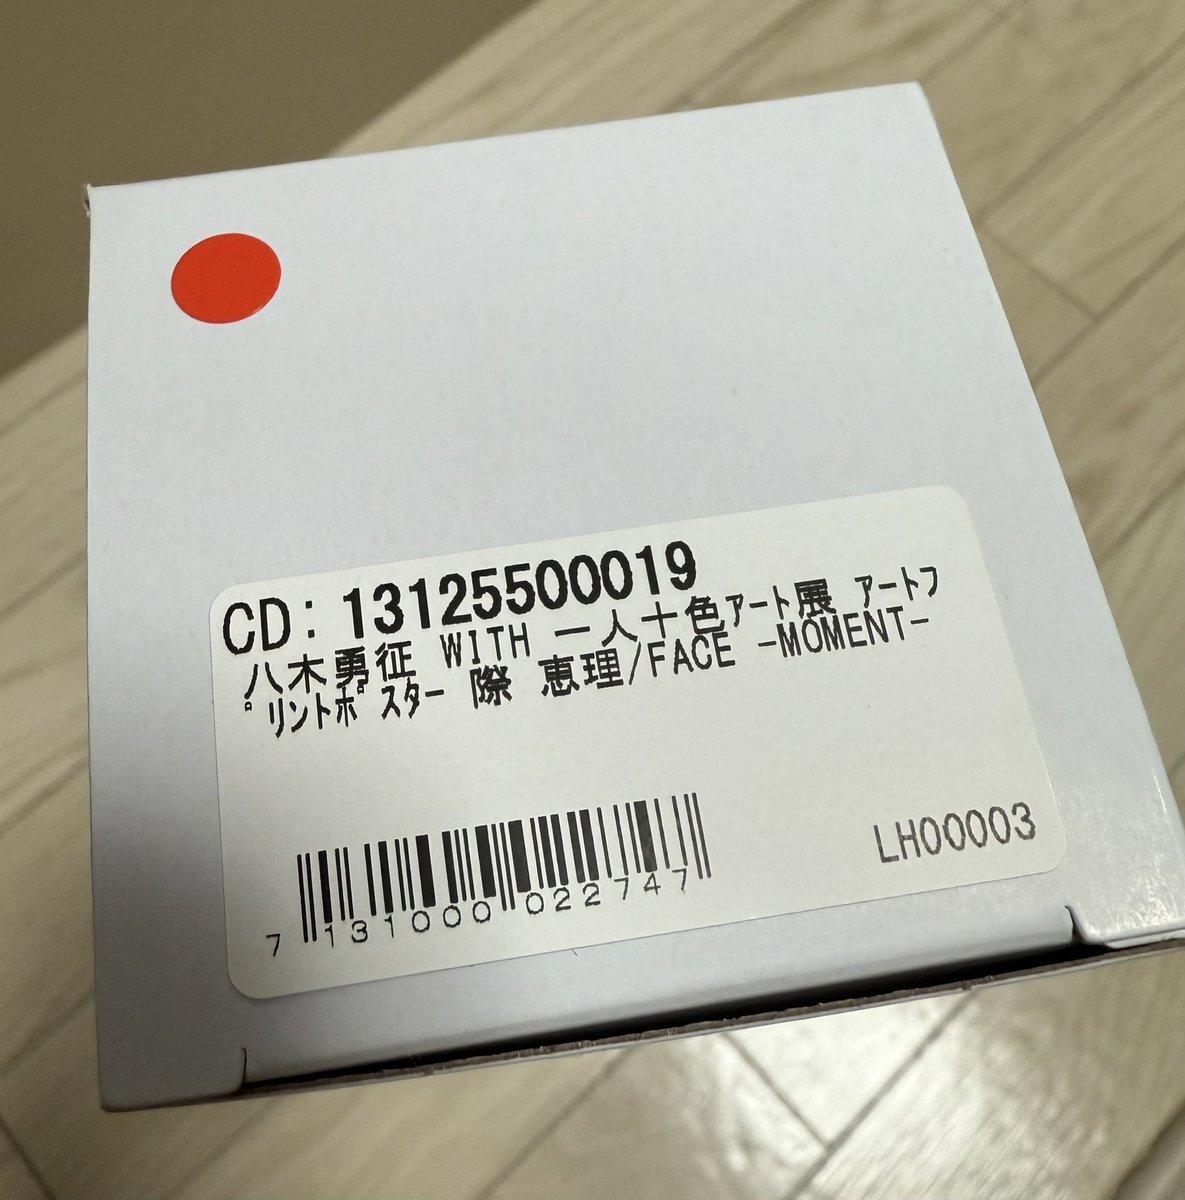 CD: 13125500019
八木勇征 WITH 一人十色アート展 アートフ
゚リントポスター 際 恵理/FACE -MOMENT-
7 131000 022747
LH00003